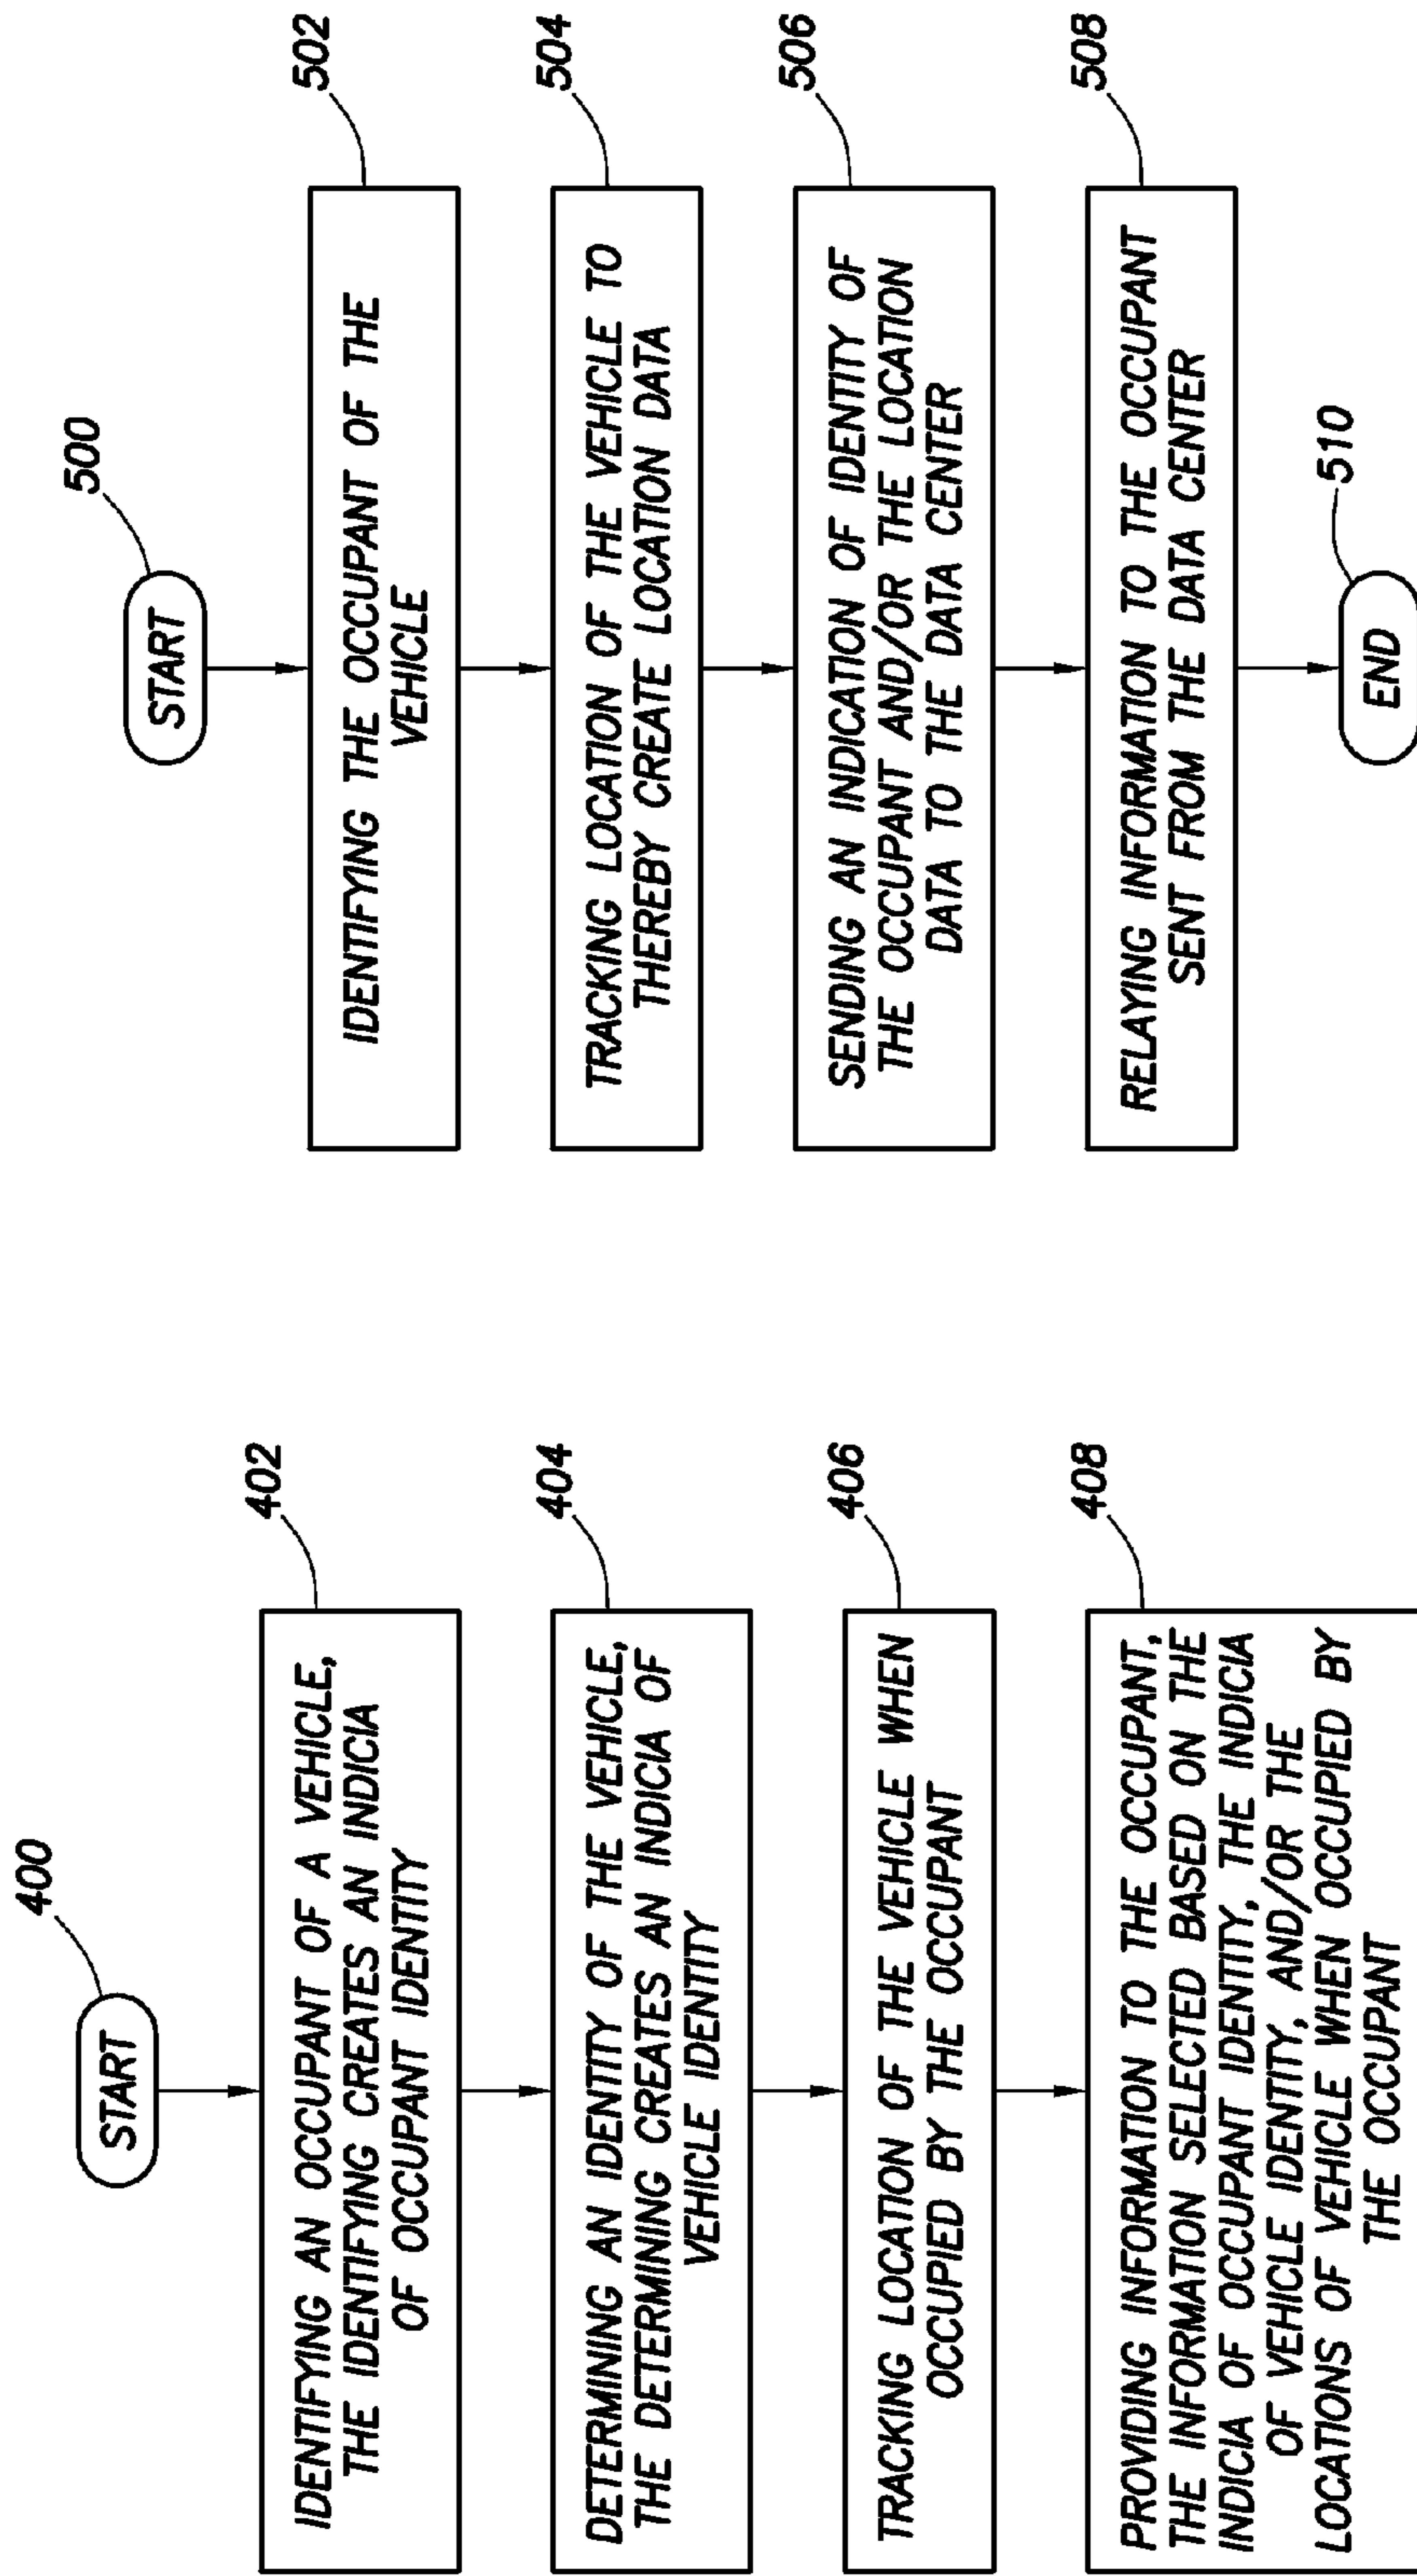 400
START
402
IDENTIFYING AN OCCUPANT OF A VEHICLE,
THE IDENTIFYING CREATES AN INDICIA
OF OCCUPANT IDENTITY
404
DETERMINING AN IDENTITY OF THE VEHICLE,
THE DETERMINING CREATES AN INDICIA OF
VEHICLE IDENTITY
406
TRACKING LOCATION OF THE VEHICLE WHEN
OCCUPIED BY THE OCCUPANT
408
PROVIDING INFORMATION TO THE OCCUPANT,
THE INFORMATION SELECTED BASED ON THE
INDICIA OF OCCUPANT IDENTITY, THE INDICIA
OF VEHICLE IDENTITY, AND/OR THE
LOCATIONS OF VEHICLE WHEN OCCUPIED BY
THE OCCUPANT
500
START
502
IDENTIFYING THE OCCUPANT OF THE
VEHICLE
504
TRACKING LOCATION OF THE VEHICLE TO
THEREBY CREATE LOCATION DATA
506
SENDING AN INDICATION OF IDENTITY OF
THE OCCUPANT AND/OR THE LOCATION
DATA TO THE DATA CENTER
508
RELAYING INFORMATION TO THE OCCUPANT
SENT FROM THE DATA CENTER
510
END